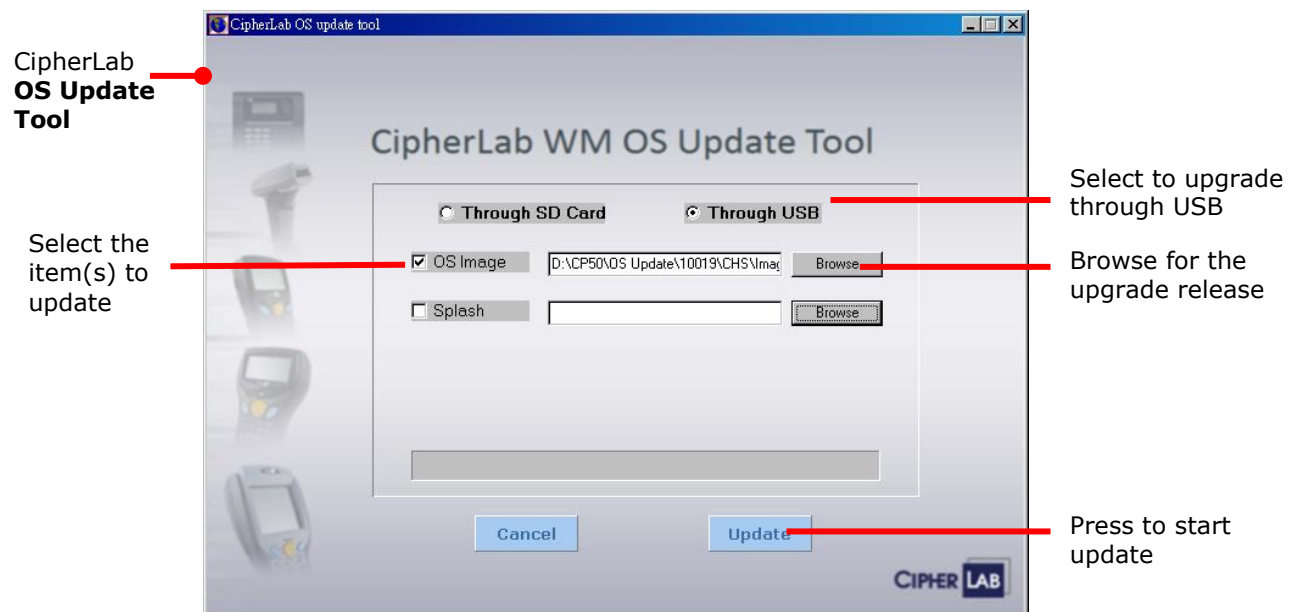 CipherLab OS update tool
CipherLab
OS Update
Tool
CipherLab WM OS Update Tool
Through SD Card
Through USB
Select to upgrade
through USB
Select the
item(s) to
update
OS Image
D:\CP50\OS Update\10019\CHS\Imag
Browse
Browse for the
upgrade release
Splash
Browse
Cancel
Update
Press to start
update
CIPHER LAB